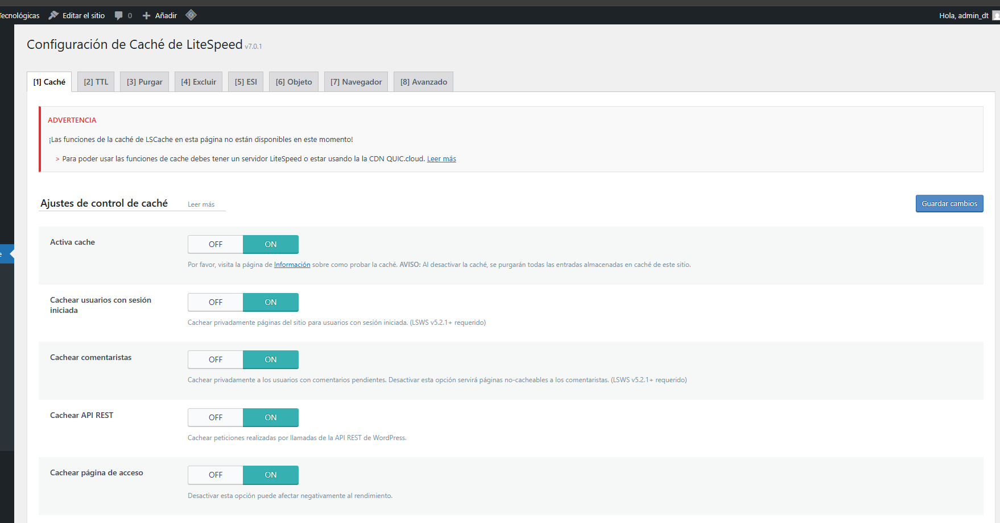 Tecnológicas Editar el sitio 0 Añadir Hola, admin_dt
Configuración de Caché de LiteSpeed v7.0.1
[1] Caché [2] TTL [3] Purgar [4] Excluir [5] ESI [6] Objeto [7] Navegador [8] Avanzado
ADVERTENCIA
¡Las funciones de la caché de LSCache en esta página no están disponibles en este momento!
> Para poder usar las funciones de cache debes tener un servidor LiteSpeed o estar usando la la CDN QUIC.cloud. Leer más
Ajustes de control de caché Leer más Guardar cambios
Activa cache OFF ON
Por favor, visita la página de Información sobre como probar la caché. AVISO: Al desactivar la caché, se purgarán todas las entradas almacenadas en caché de este sitio.
Cachear usuarios con sesión
iniciada
OFF ON
Cachear privadamente páginas del sitio para usuarios con sesión iniciada. (LSWS v5.2.1+ requerido)
Cachear comentaristas OFF ON
Cachear privadamente a los usuarios con comentarios pendientes. Desactivar esta opción servirá páginas no-cacheables a los comentaristas. (LSWS v5.2.1+ requerido)
Cachear API REST OFF ON
Cachear peticiones realizadas por llamadas de la API REST de WordPress.
Cachear página de acceso OFF ON
Desactivar esta opción puede afectar negativamente al rendimiento.